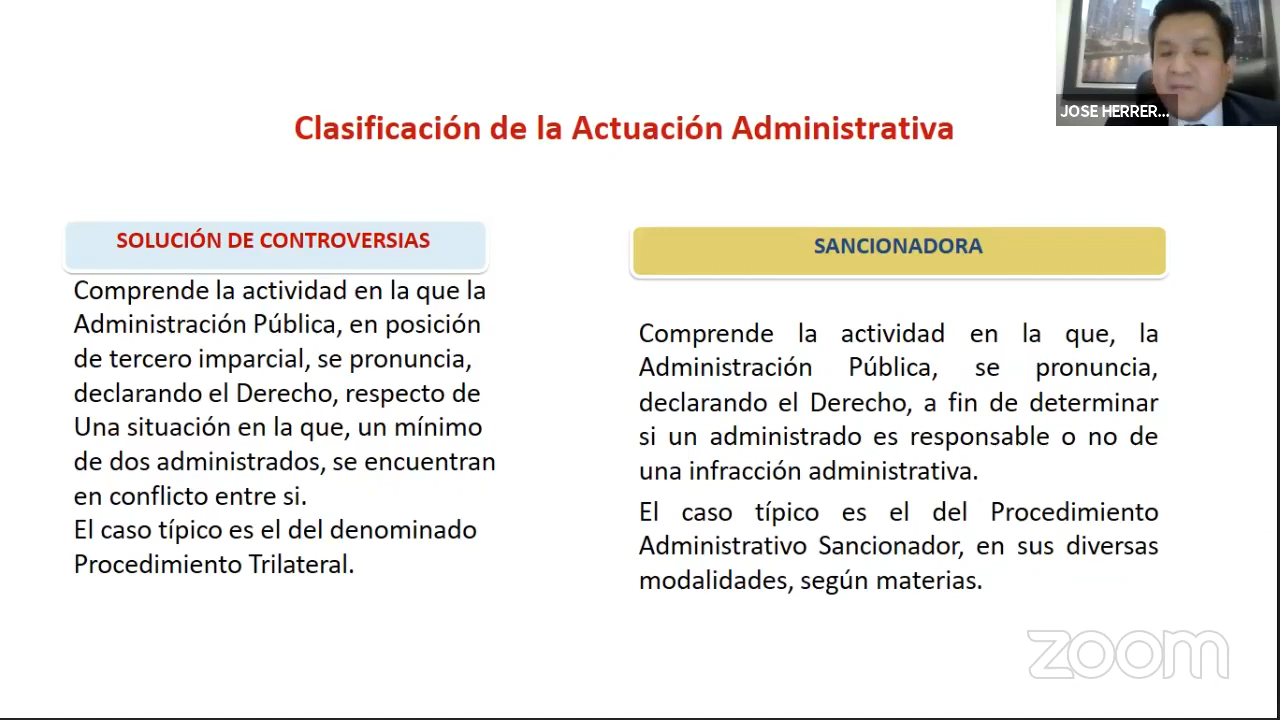 JOSE HERRER...
Clasificación de la Actuación Administrativa
SOLUCIÓN DE CONTROVERSIAS
Comprende la actividad en la que la
Administración Pública, en posición
de tercero imparcial, se pronuncia,
declarando el Derecho, respecto de
Una situación en la que, un mínimo
de dos administrados, se encuentran
en conflicto entre si.
El caso típico es el del denominado
Procedimiento Trilateral.
SANCIONADORA
Comprende la actividad en la que, la
Administración Pública, se pronuncia,
declarando el Derecho, a fin de determinar
si un administrado es responsable o no de
una infracción administrativa.
El caso típico es el del Procedimiento
Administrativo Sancionador, en sus diversas
modalidades, según materias.
zoom